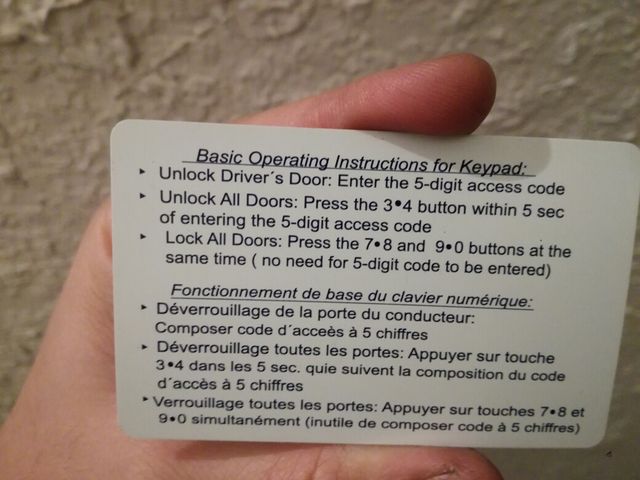 Basic Operating Instructions for Keypad:
‣ Unlock Driver´s Door: Enter the 5-digit access code
‣ Unlock All Doors: Press the 3•4 button within 5 sec
of entering the 5-digit access code
‣ Lock All Doors: Press the 7•8 and 9•0 buttons at the
same time ( no need for 5-digit code to be entered)
Fonctionnement de base du clavier numérique:
‣ Déverrouillage de la porte du conducteur:
Composer code d´acceès à 5 chiffres
‣ Déverrouillage toutes les portes: Appuyer sur touche
3•4 dans les 5 sec. quie suivent la composition du code
d´accès à 5 chiffres
‣ Verrouillage toutes les portes: Appuyer sur touches 7•8 et
9•0 simultanément (inutile de composer code à 5 chiffres)